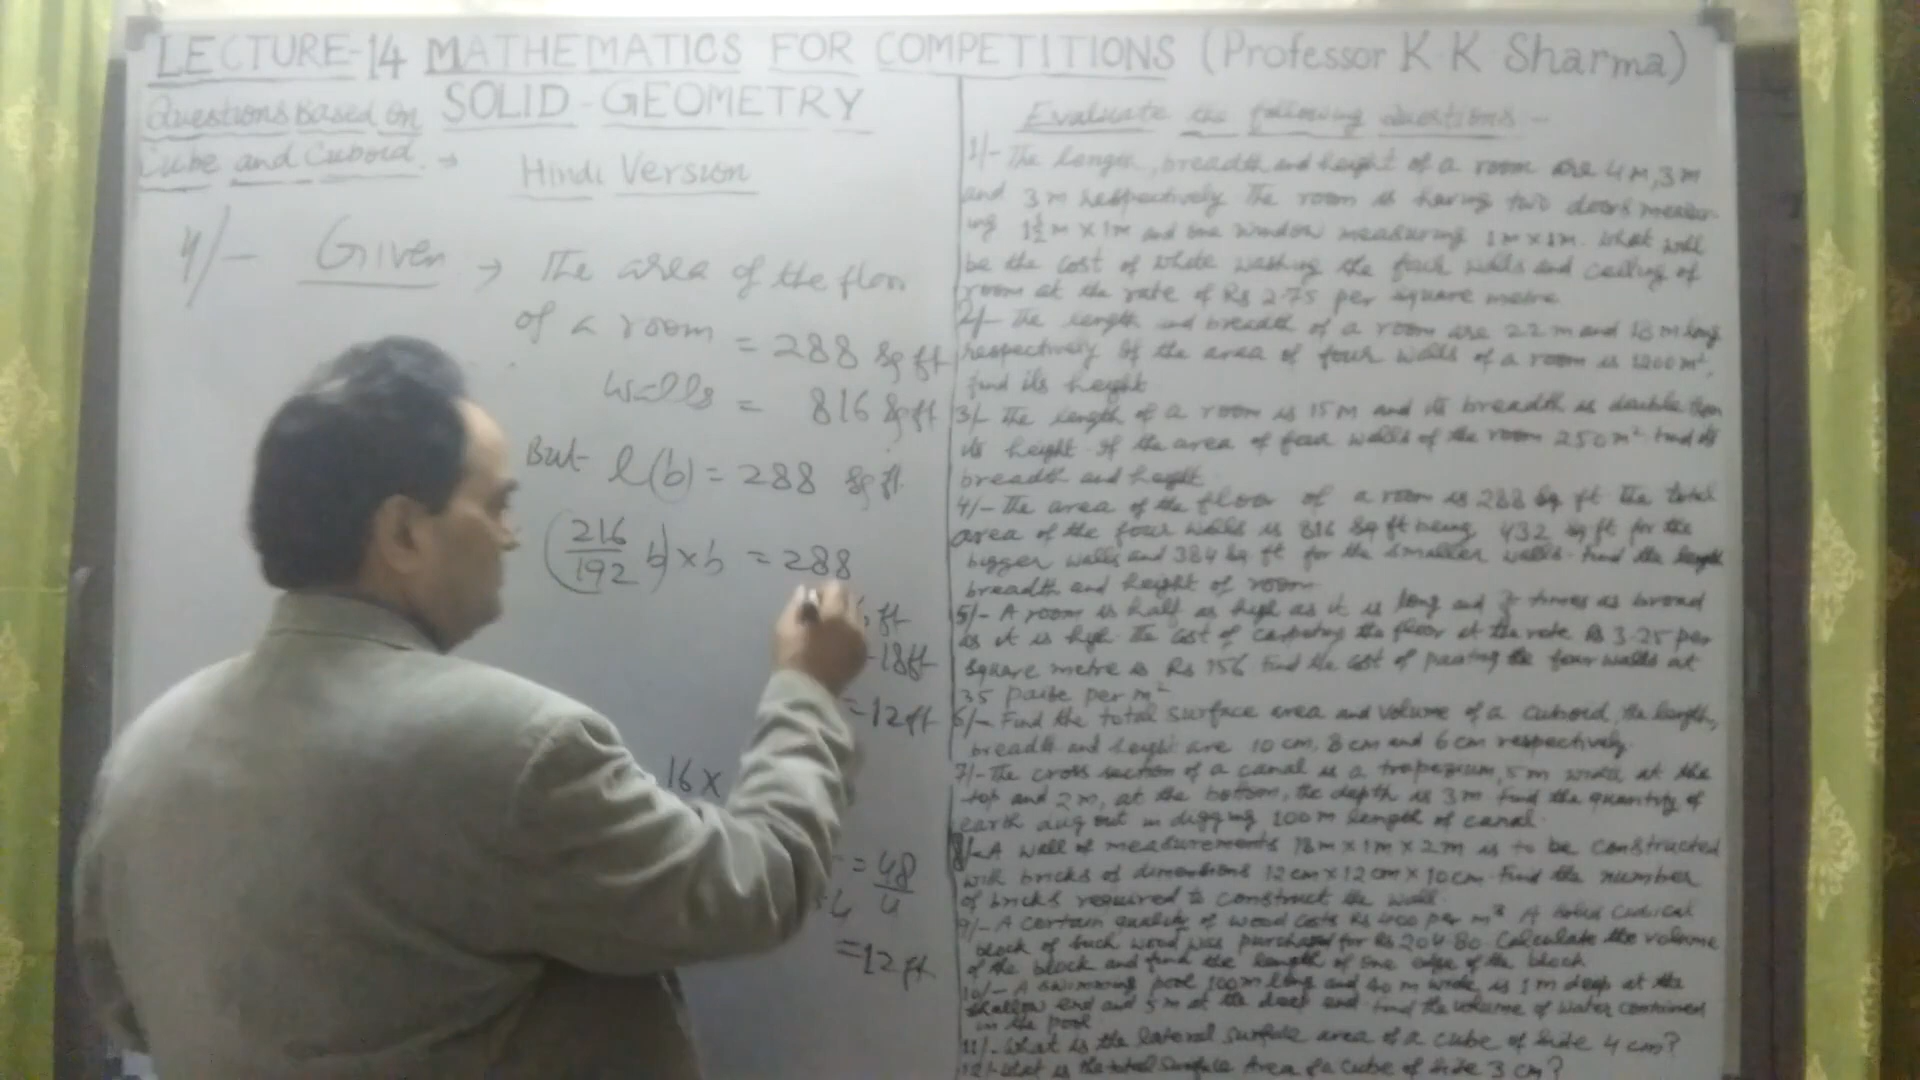 LECTURE-14 MATHEMATICS FOR COMPETITIONS (Professor K K Sharma)
Questions Based on SOLID-GEOMETRY
Cube and Cuboid. →
Hindi Version
4/- Given → The area of the floor
of a room = 288 sq ft
walls = 816 sq ft
But l(b) = 288 sq ft.
(216/192 b) × b = 288
ft
18ft
=12ft
16×
= 48/4
=12 ft
Evaluate the following Questions:-
1/- The length, breadth and height of a room are 4m, 3m
and 3m respectively The room is having two doors measur-
ing 1½m × 1m and one window measuring 1m × 1m. What will
be the cost of white washing the four walls and ceiling of
room at the rate of Rs 2.75 per square metre
2/- The length and breadth of a room are 22m and 18m long
respectively If the area of four walls of a room is 1200m²,
find its height
3/- The length of a room is 15m and its breadth is double
its height If the area of four walls of the room 250m² Find its
breadth and height
4/- The area of the floor of a room is 288 sq ft The total
area of the four walls is 816 sq ft being 432 sq ft for the
bigger walls and 384 sq ft for the smaller walls. Find the length
breadth and height of room
5/- A room is half as high as it is long and times as broad
as it is high. The cost of carpeting the floor at the rate Rs 3.25 per
square metre is Rs 156 Find the cost of painting the four walls at
35 paise per m²
6/- Find the total surface area and volume of a cuboid, the length,
breadth and height are 10 cm, 8 cm and 6 cm respectively.
7/- The cross section of a canal is a trapezium, 5m wide at the
top and 2m, at the bottom, the depth is 3m Find the quantity of
earth dug out in digging 100m length of canal.
8/- A wall of measurements 18m × 1m × 2m is to be constructed
with bricks of dimentions 12cm × 12cm × 10cm. Find the number
of bricks required to construct the wall.
9/- A certain quality of wood costs Rs 400 per m³ A solid cubical
block of such wood was purchased for Rs 204.80 Calculate the volume
of the block and find the length of one edge of the block
10/- A swimming pool 100m long and 40 m wide is 1m deep at the
shallow end and 5m at the deep end. Find the volume of water contained
in the pool
11/- What is the lateral surface area of a cube of side 4 cm?
12/- What is the total Surface Area of a cube of side 3 cm?